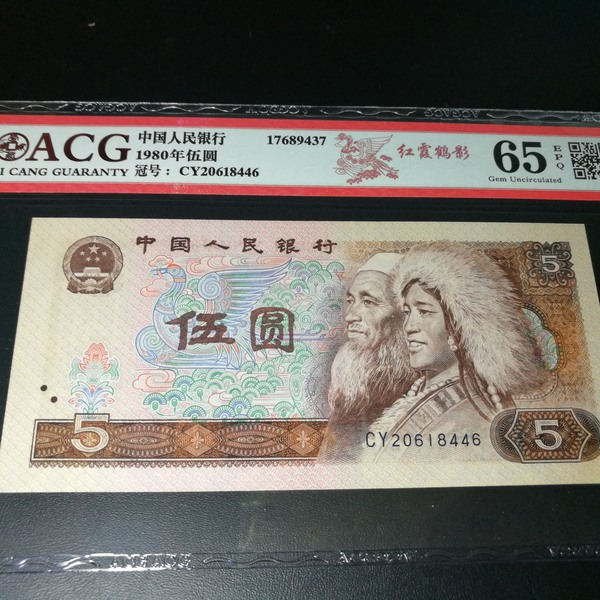 ACG
I CANG GUARANTY
中国人民银行
1980年伍圆
冠号：CY20618446
17689437
红霞鹤影
65
EPQ
Gem Uncirculated
中国人民银行
伍圆
5
5
CY20618446
5